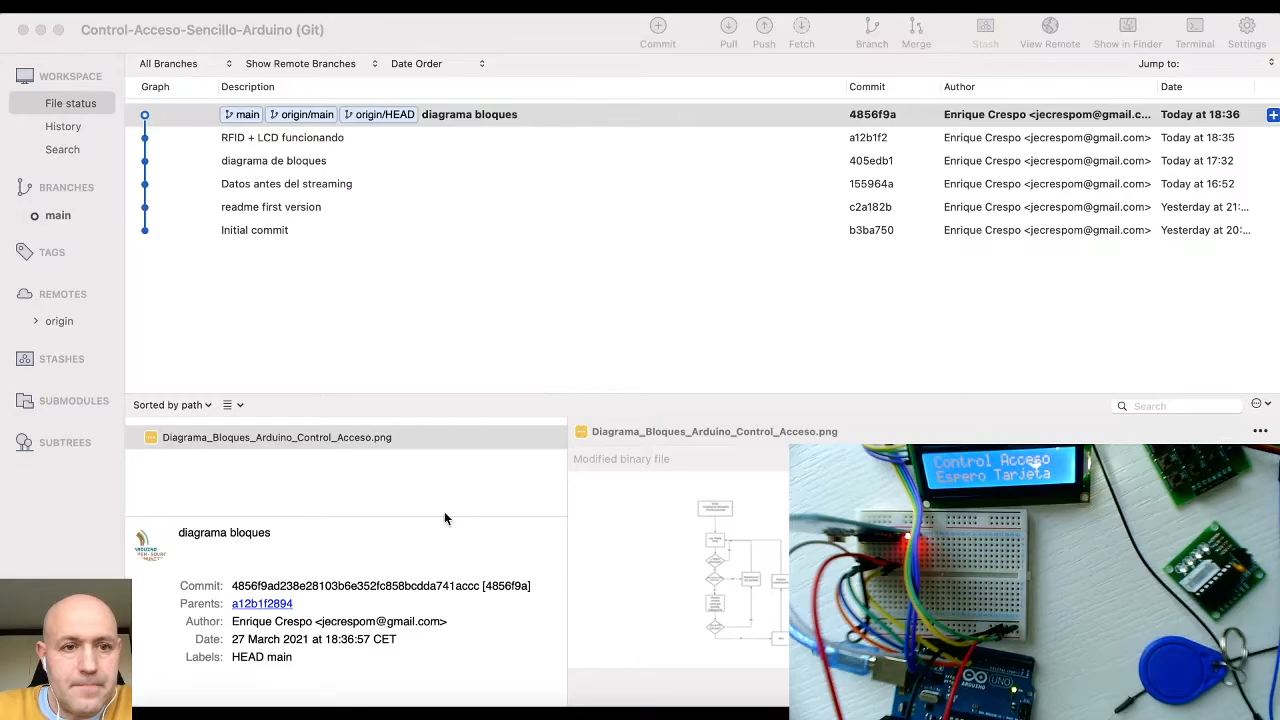 Control-Acceso-Sencillo-Arduino (Git)
Commit
Pull
Push
Fetch
Branch
Merge
Stash
View Remote
Show in Finder
Terminal
Settings
WORKSPACE
File status
History
Search
BRANCHES
main
TAGS
REMOTES
origin
STASHES
SUBMODULES
SUBTREES
All Branches
Show Remote Branches
Date Order
Jump to:
Graph Description Commit Author Date
main origin/main origin/HEAD diagrama bloques 4856f9a Enrique Crespo <jecrespom@gmail.c... Today at 18:36
RFID + LCD funcionando a12b1f2 Enrique Crespo <jecrespom@gmail.com> Today at 18:35
diagrama de bloques 405edb1 Enrique Crespo <jecrespom@gmail.com> Today at 17:32
Datos antes del streaming 155964a Enrique Crespo <jecrespom@gmail.com> Today at 16:52
readme first version c2a182b Enrique Crespo <jecrespom@gmail.com> Yesterday at 21:...
Initial commit b3ba750 Enrique Crespo <jecrespom@gmail.com> Yesterday at 20:...
Sorted by path
Search
Diagrama_Bloques_Arduino_Control_Acceso.png
Diagrama_Bloques_Arduino_Control_Acceso.png
Modified binary file
diagrama bloques
Commit: 4856f9ad238e28103b6e352fc858bcdda741accc [4856f9a]
Parents: a12b1f2894
Author: Enrique Crespo <jecrespom@gmail.com>
Date: 27 March 2021 at 18:36:57 CET
Labels: HEAD main
Control Acceso
Espero Tarjeta
UNO
ARDUINO